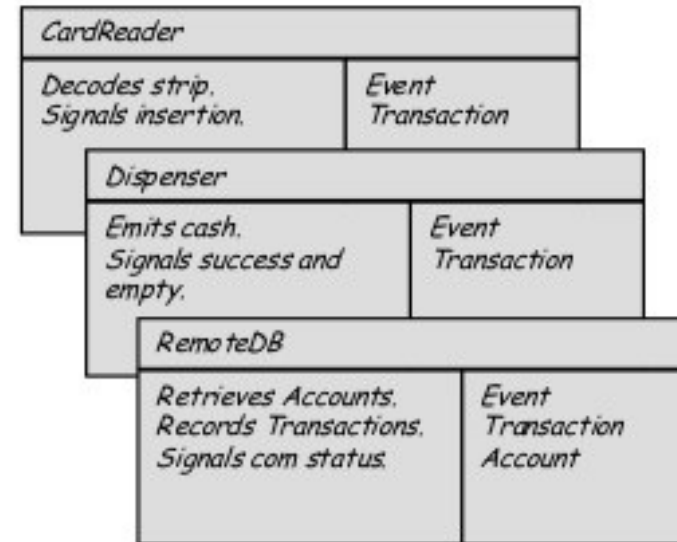 CardReader
Decodes strip.
Signals insertion.
Event
Transaction
Dispenser
Emits cash.
Signals success and
empty.
Event
Transaction
RemoteDB
Retrieves Accounts.
Records Transactions.
Signals com status.
Event
Transaction
Account